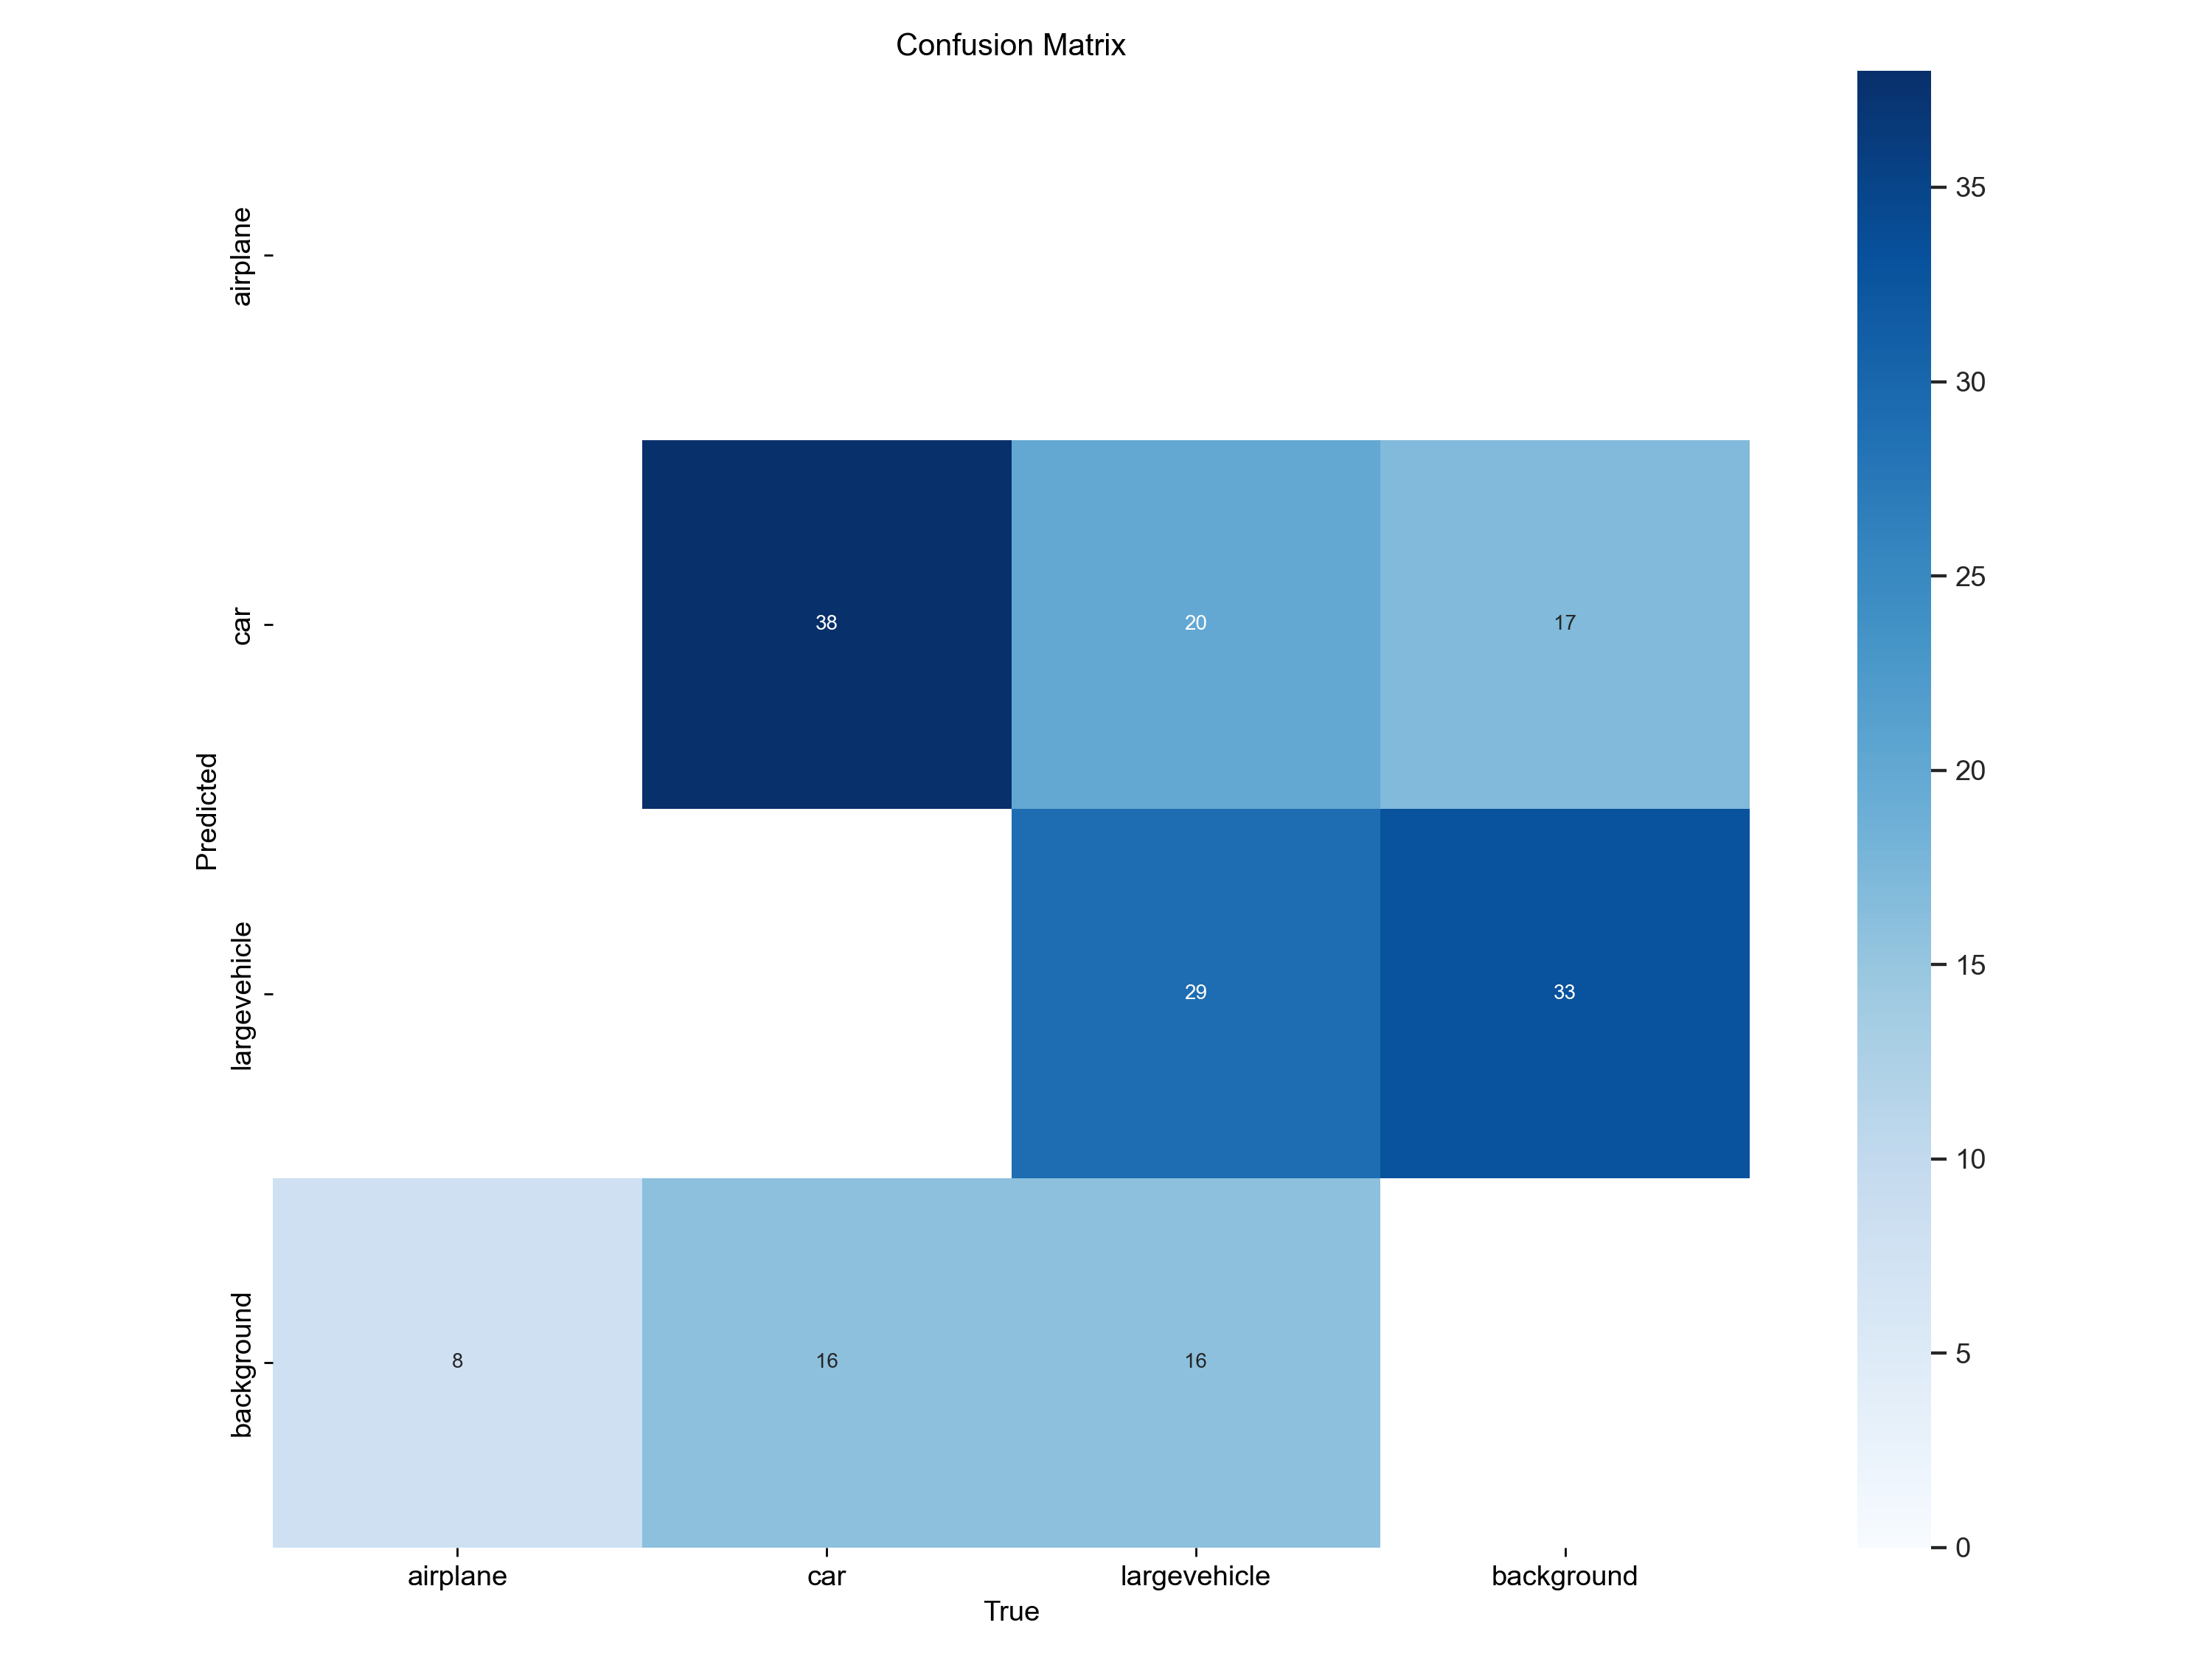 Confusion Matrix
airplane
car
largevehicle
background
Predicted
38
20
17
29
33
8
16
16
airplane
car
largevehicle
background
True
35
30
25
20
15
10
5
0